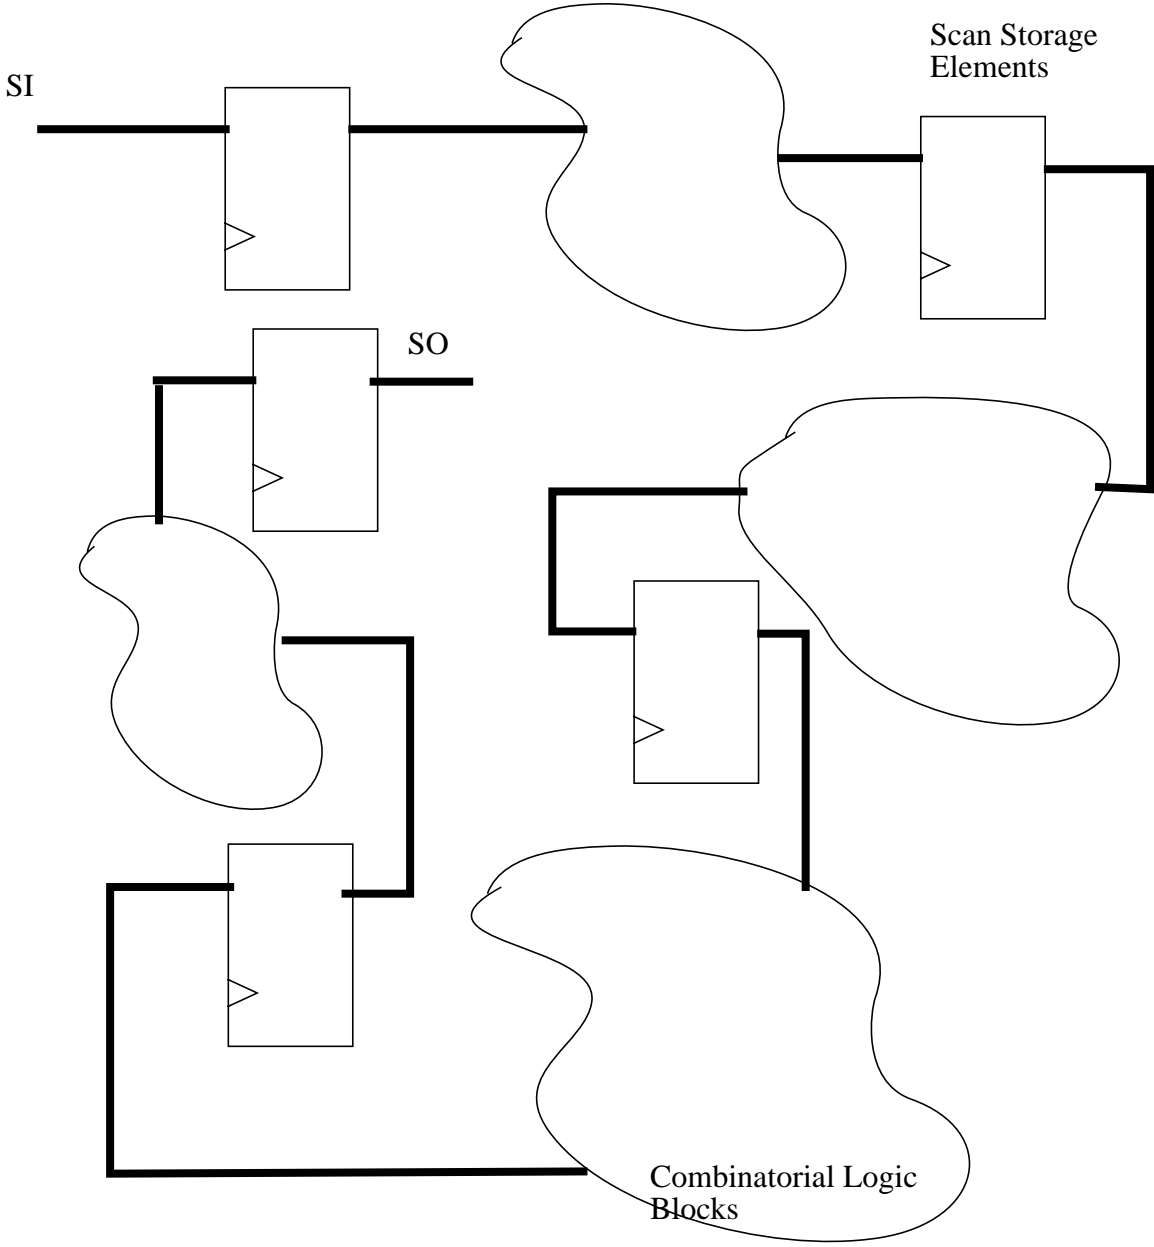 Scan Storage
Elements
SI
SO
Combinatorial Logic
Blocks